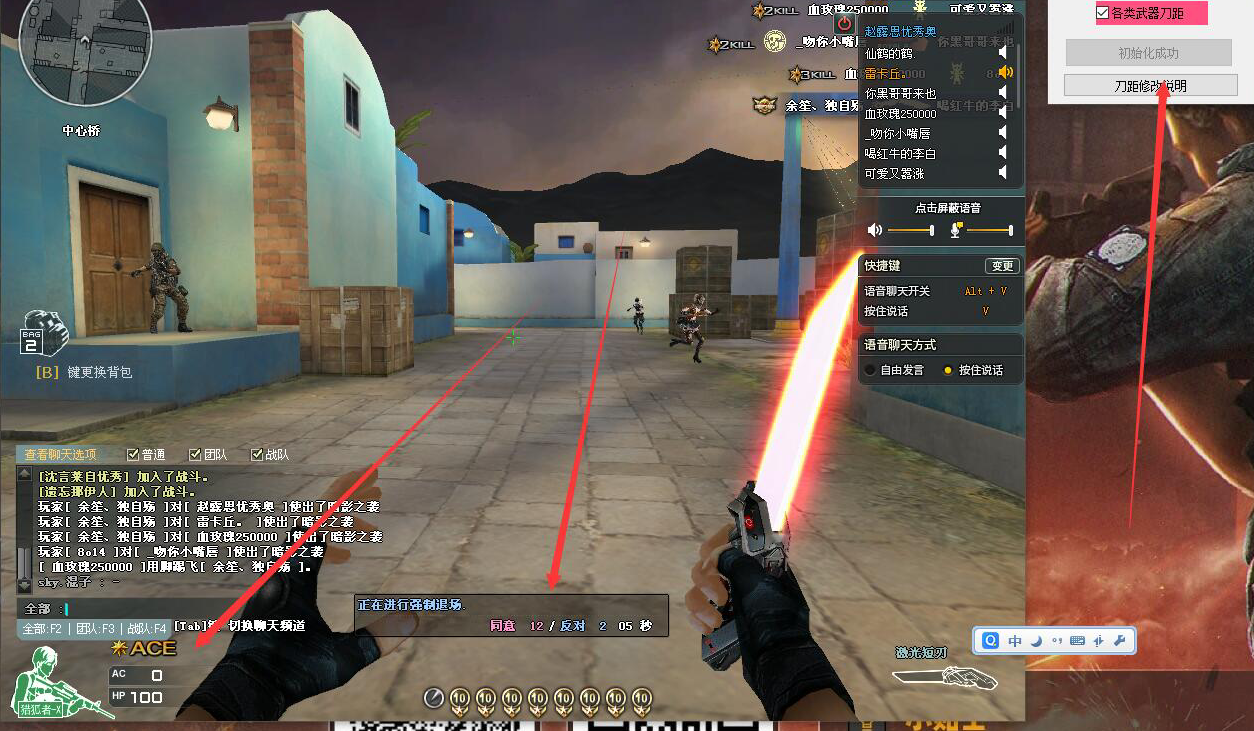 2KILL 血玫瑰250000 可爱又嚣涨
2KILL _吻你小嘴唇
3KILL
余笙、独自殇
中心桥
赵露思优秀奥
仙鹤的鹤.
雷卡丘。
你黑哥哥来也
血玫瑰250000
_吻你小嘴唇
喝红牛的李白
可爱又嚣涨
点击屏蔽语音
快捷键 变更
语音聊天开关 Alt + V
按住说话 V
语音聊天方式
自由发言 按住说话
各类武器刀距
初始化成功
刀距修改说明
BAG
2
[B] 键更换背包
查看聊天选项 普通 团队 战队
[沈言莱自优秀] 加入了战斗。
[遗忘那伊人] 加入了战斗。
玩家[ 余笙、独自殇 ]对[ 赵露思优秀奥 ]使出了暗影之袭
玩家[ 余笙、独自殇 ]对[ 雷卡丘。 ]使出了暗影之袭
玩家[ 余笙、独自殇 ]对[ 血玫瑰250000 ]使出了暗影之袭
玩家[ 8o14 ]对[ _吻你小嘴唇 ]使出了暗影之袭
[ 血玫瑰250000 ]用脚踢飞[ 余笙、独自殇 ]。
sky.混子 : -
全部 :
全部:F2 | 团队:F3 | 战队:F4 [Tab]键 切换聊天频道
正在进行强制退场.
同意 12 / 反对 2 05 秒
ACE
AC 0
HP 100
猎狐者-X
10 10 10 10 10 10 10 10
激光短刃
中